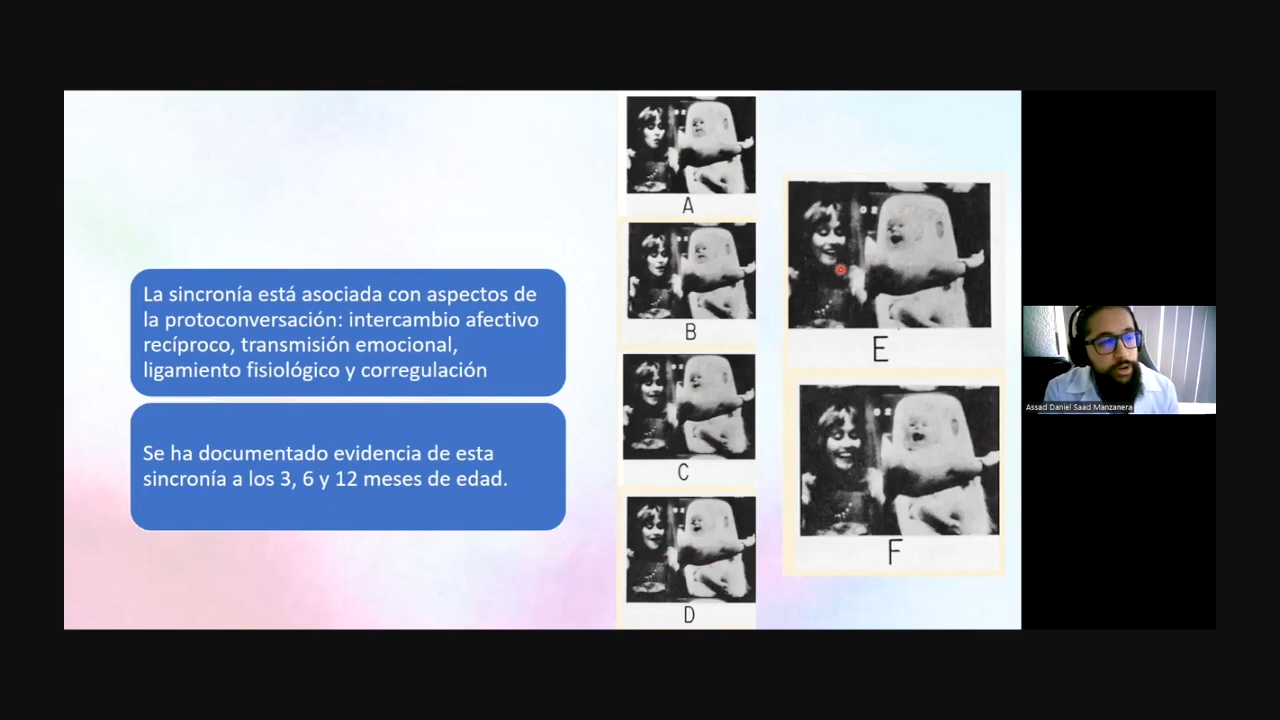 La sincronía está asociada con aspectos de
la protoconversación: intercambio afectivo
recíproco, transmisión emocional,
ligamiento fisiológico y corregulación
Se ha documentado evidencia de esta
sincronía a los 3, 6 y 12 meses de edad.
A
B
C
D
E
F
Assad Daniel Saad Manzanera